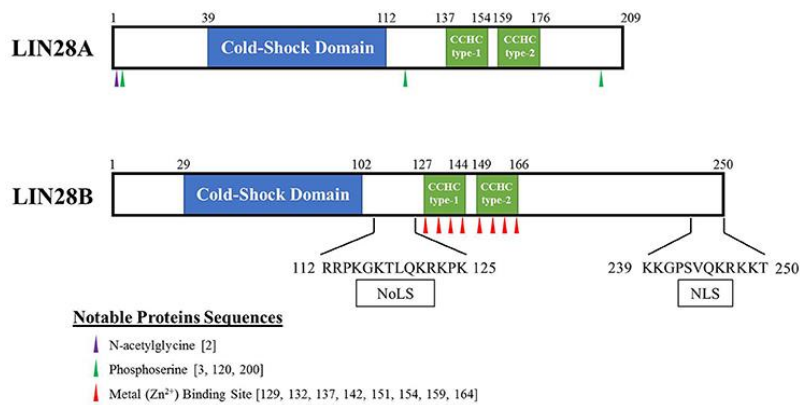 1 39 112 137 154 159 176 209
LIN28A Cold-Shock Domain CCHC type-1 CCHC type-2
1 29 102 127 144 149 166 250
LIN28B Cold-Shock Domain CCHC type-1 CCHC type-2
112 RRPKGKTLQKRKPK 125 239 KKGPSVQKRKKT 250
NoLS NLS
Notable Proteins Sequences
N-acetylglycine [2]
Phosphoserine [3, 120, 200]
Metal (Zn²⁺) Binding Site [129, 132, 137, 142, 151, 154, 159, 164]